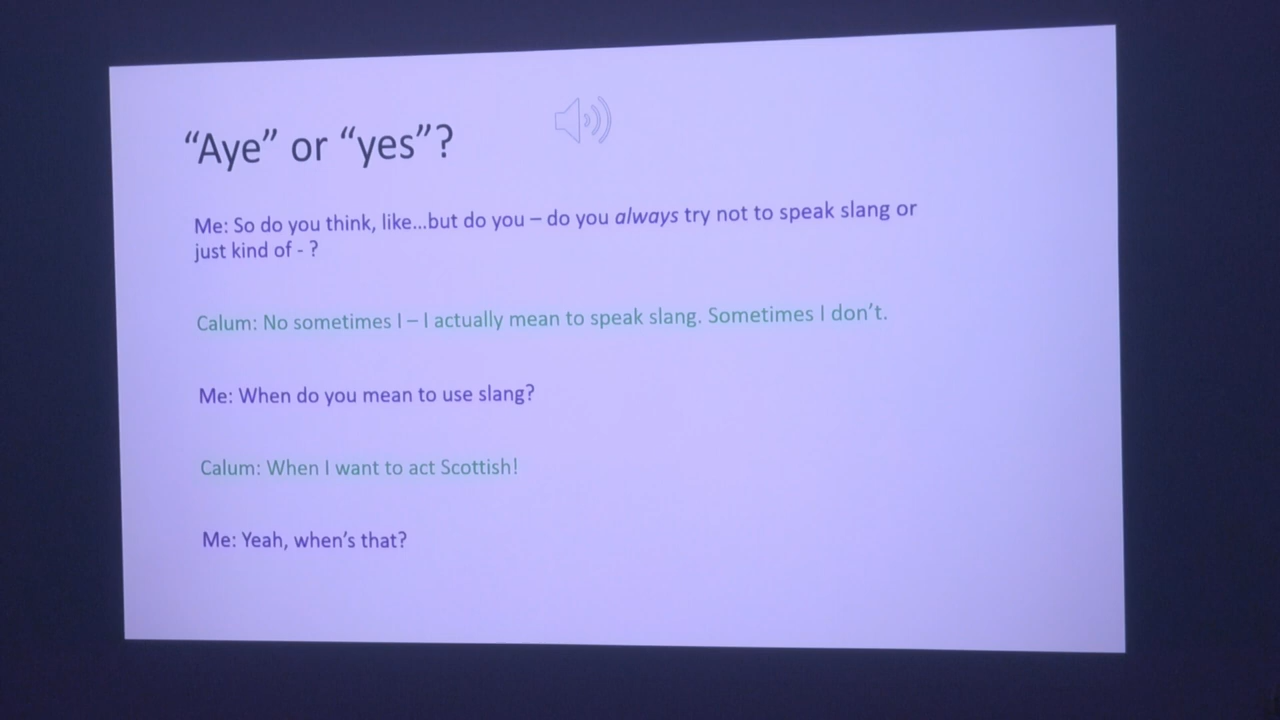 “Aye” or “yes”?
Me: So do you think, like...but do you – do you always try not to speak slang or
just kind of - ?
Calum: No sometimes I – I actually mean to speak slang. Sometimes I don’t.
Me: When do you mean to use slang?
Calum: When I want to act Scottish!
Me: Yeah, when’s that?